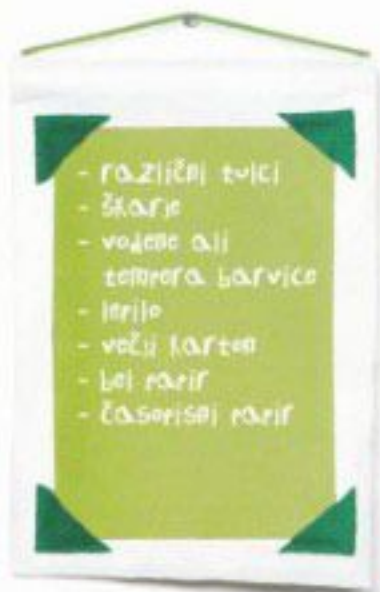 - različni tulci
- škarje
- vodene ali
tempera barvice
- lepilo
- večji karton
- bel papir
- časopisni papir